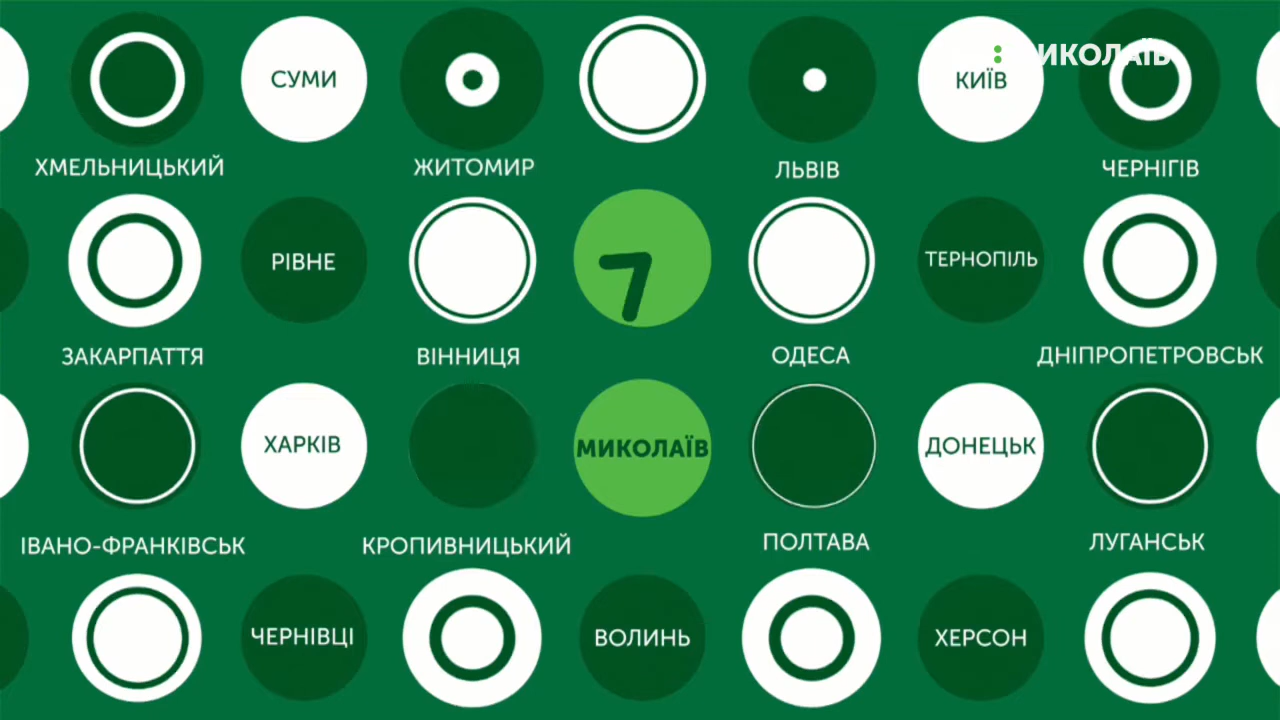 СУМИ
КИЇВ
:МИКОЛАЇВ
ХМЕЛЬНИЦЬКИЙ
ЖИТОМИР
ЛЬВІВ
ЧЕРНІГІВ
РІВНЕ
ТЕРНОПІЛЬ
ЗАКАРПАТТЯ
ВІННИЦЯ
ОДЕСА
ДНІПРОПЕТРОВСЬК
ХАРКІВ
МИКОЛАЇВ
ДОНЕЦЬК
ІВАНО-ФРАНКІВСЬК
КРОПИВНИЦЬКИЙ
ПОЛТАВА
ЛУГАНСЬК
ЧЕРНІВЦІ
ВОЛИНЬ
ХЕРСОН